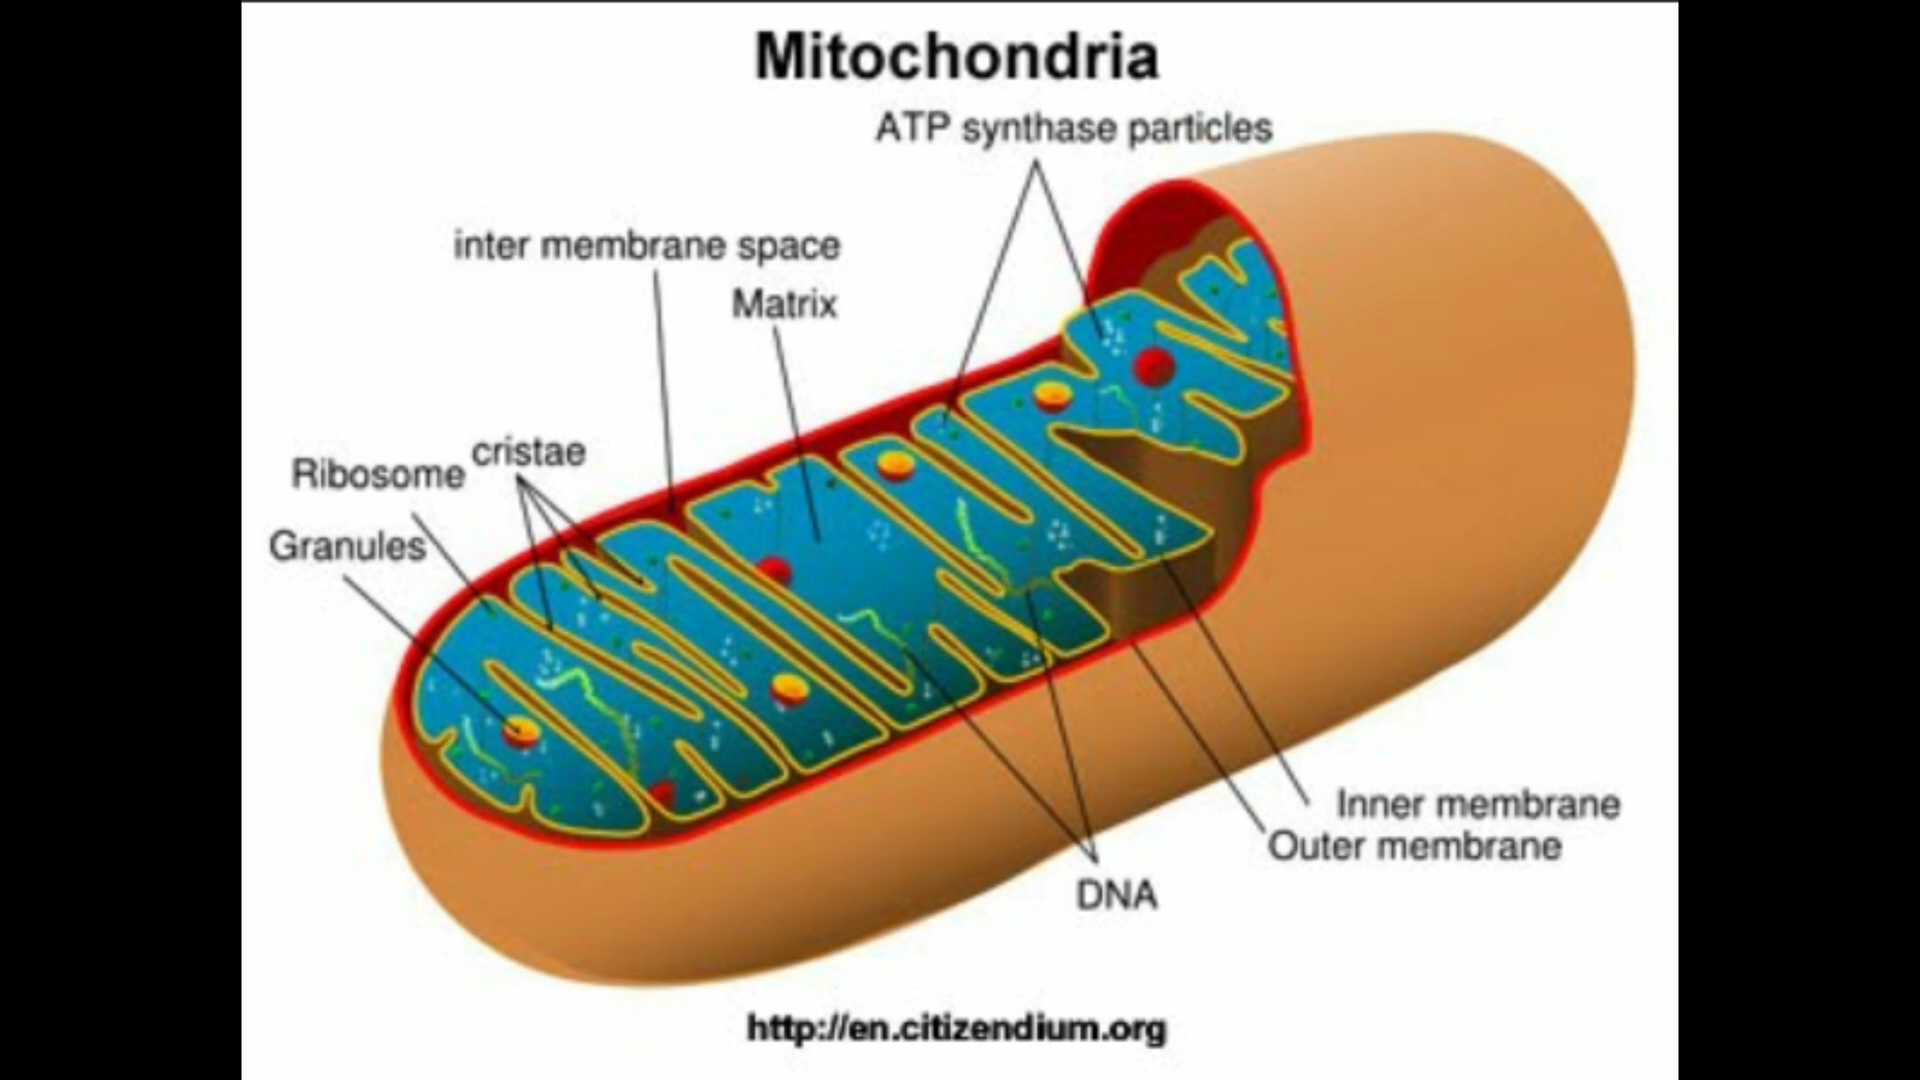 Mitochondria
ATP synthase particles
inter membrane space
Matrix
cristae
Ribosome
Granules
Inner membrane
Outer membrane
DNA
http://en.citizendium.org